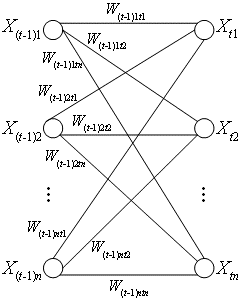 W(t-1)1t1
X(t-1)1
Xt1
W(t-1)1t2
W(t-1)1tn
W(t-1)2t1
X(t-1)2
W(t-1)2t2
Xt2
W(t-1)2tn
⋮
⋮
W(t-1)nt1
W(t-1)nt2
X(t-1)n
Xtn
W(t-1)ntn